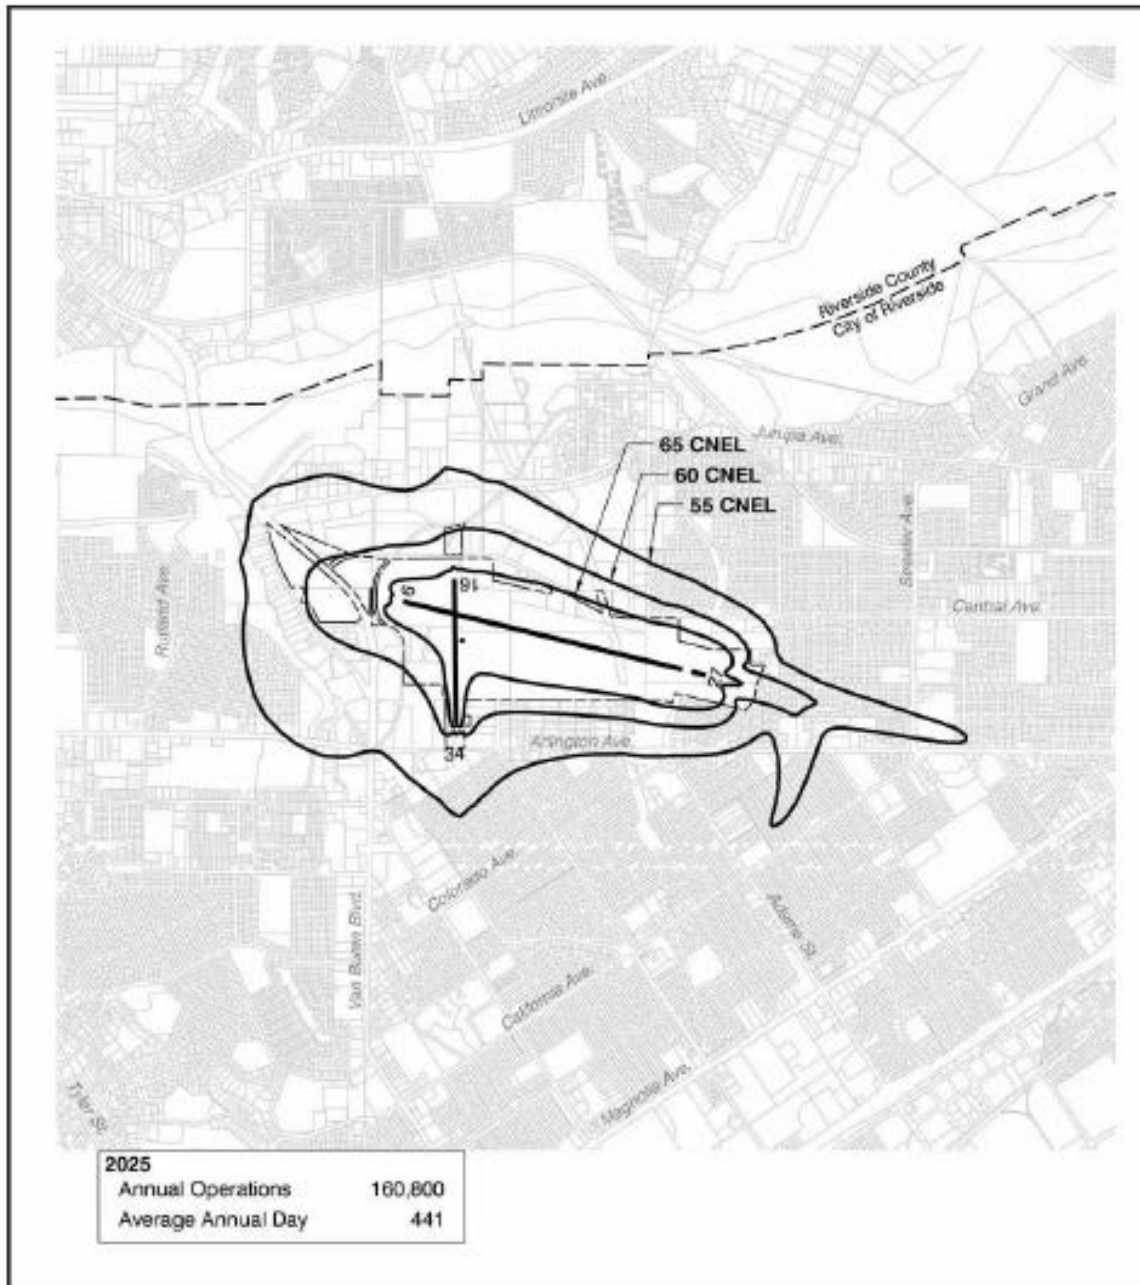 Limonite Ave.
Riverside County
City of Riverside
Grand Ave.
65 CNEL
Jurupa Ave.
60 CNEL
55 CNEL
Streeter Ave.
Rutland Ave.
9
16
Central Ave.
27
34
Arlington Ave.
Colorado Ave.
Van Buren Blvd.
Adams St.
California Ave.
Magnolia Ave.
Tyler St.
2025
Annual Operations 160,800
Average Annual Day 441